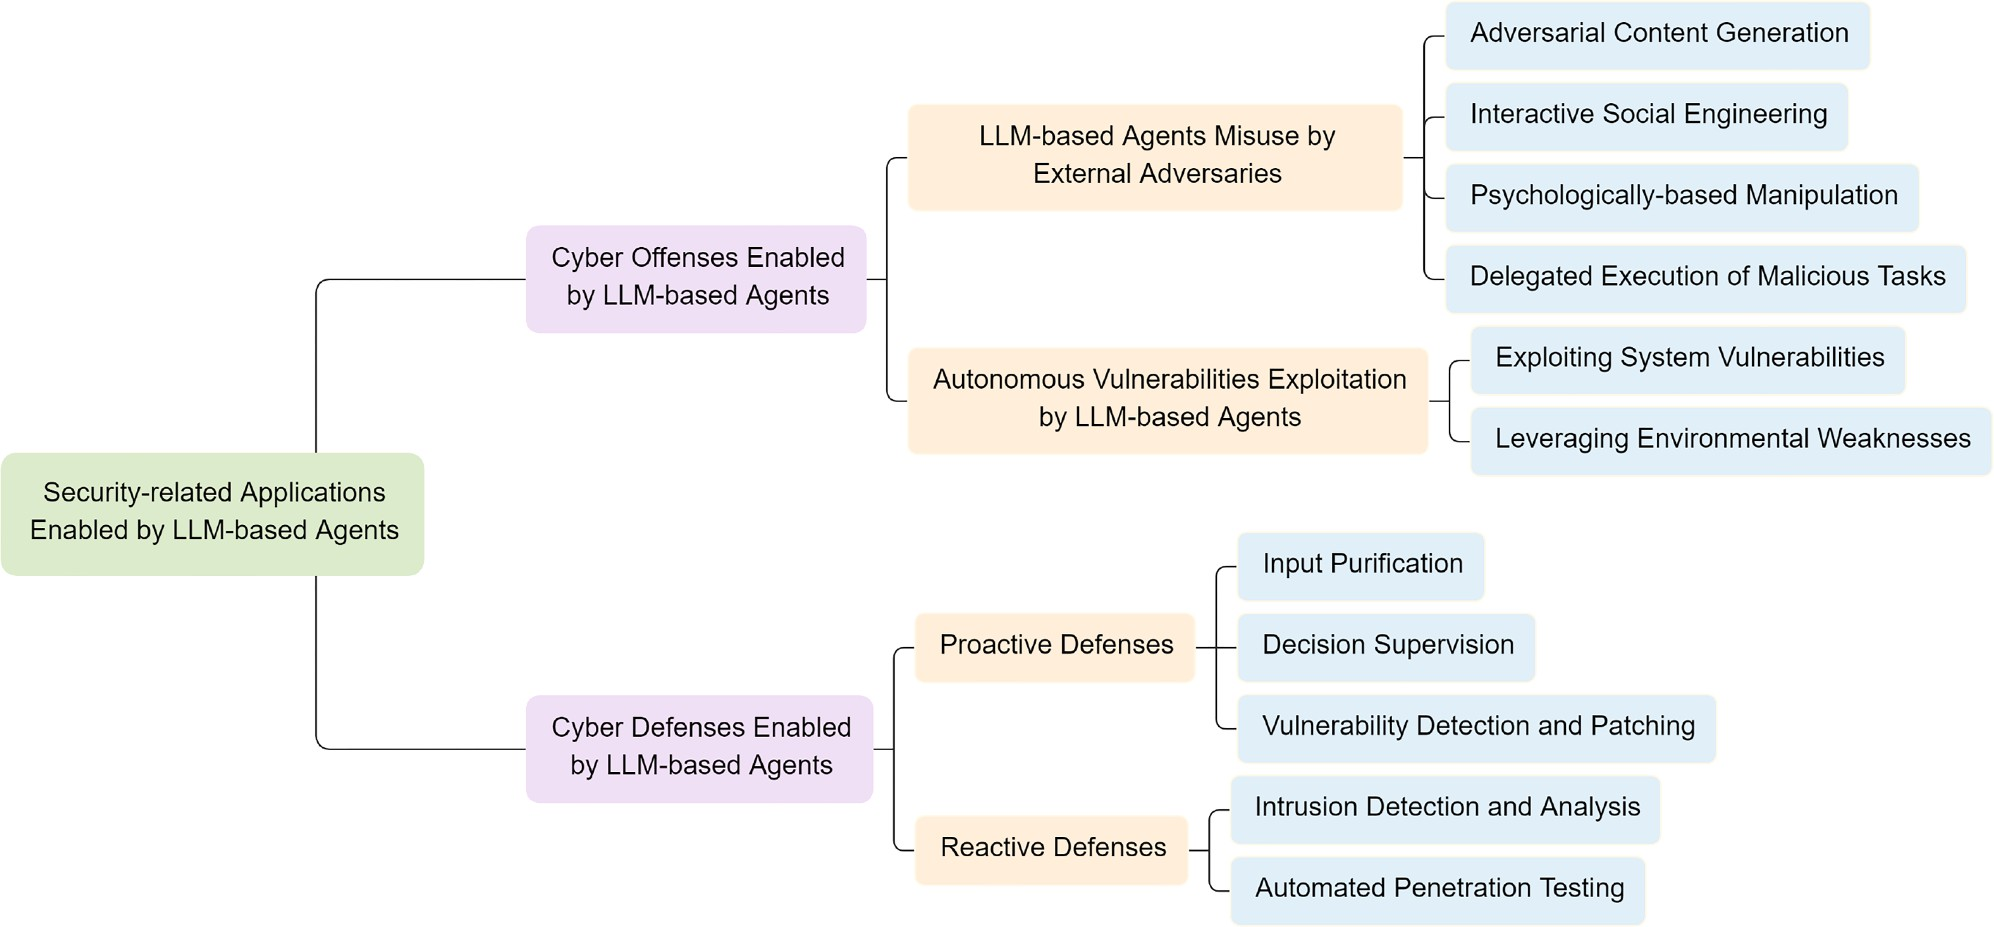 Security-related Applications
Enabled by LLM-based Agents
Cyber Offenses Enabled
by LLM-based Agents
LLM-based Agents Misuse by
External Adversaries
Adversarial Content Generation
Interactive Social Engineering
Psychologically-based Manipulation
Delegated Execution of Malicious Tasks
Autonomous Vulnerabilities Exploitation
by LLM-based Agents
Exploiting System Vulnerabilities
Leveraging Environmental Weaknesses
Cyber Defenses Enabled
by LLM-based Agents
Proactive Defenses
Input Purification
Decision Supervision
Vulnerability Detection and Patching
Reactive Defenses
Intrusion Detection and Analysis
Automated Penetration Testing